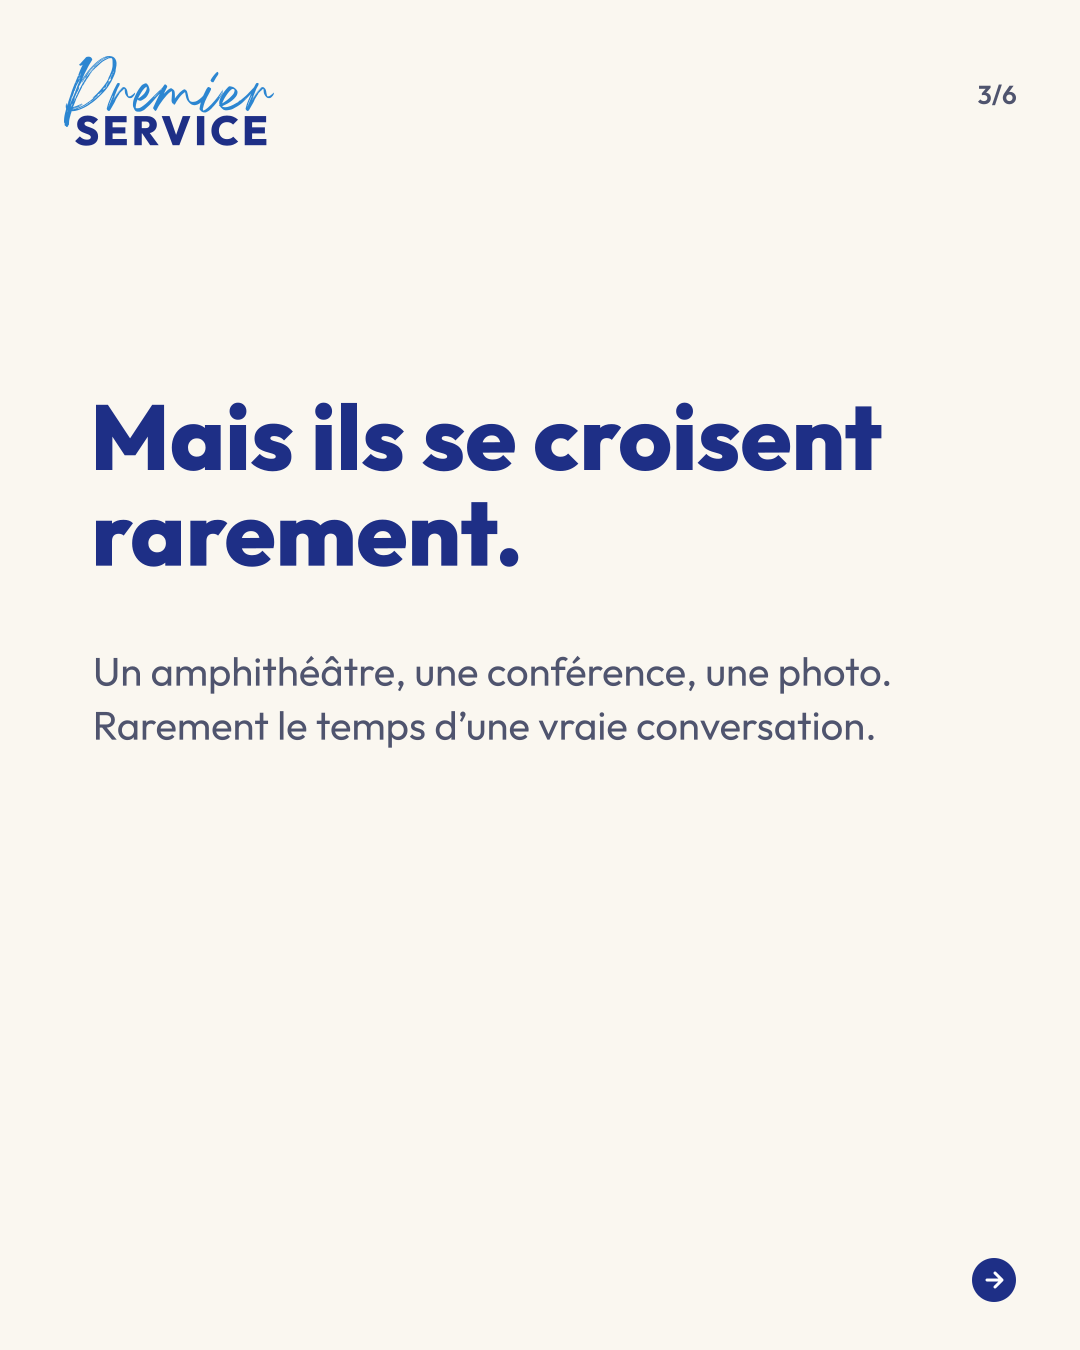 Premier
SERVICE
3/6
Mais ils se croisent
rarement.
Un amphithéâtre, une conférence, une photo.
Rarement le temps d’une vraie conversation.